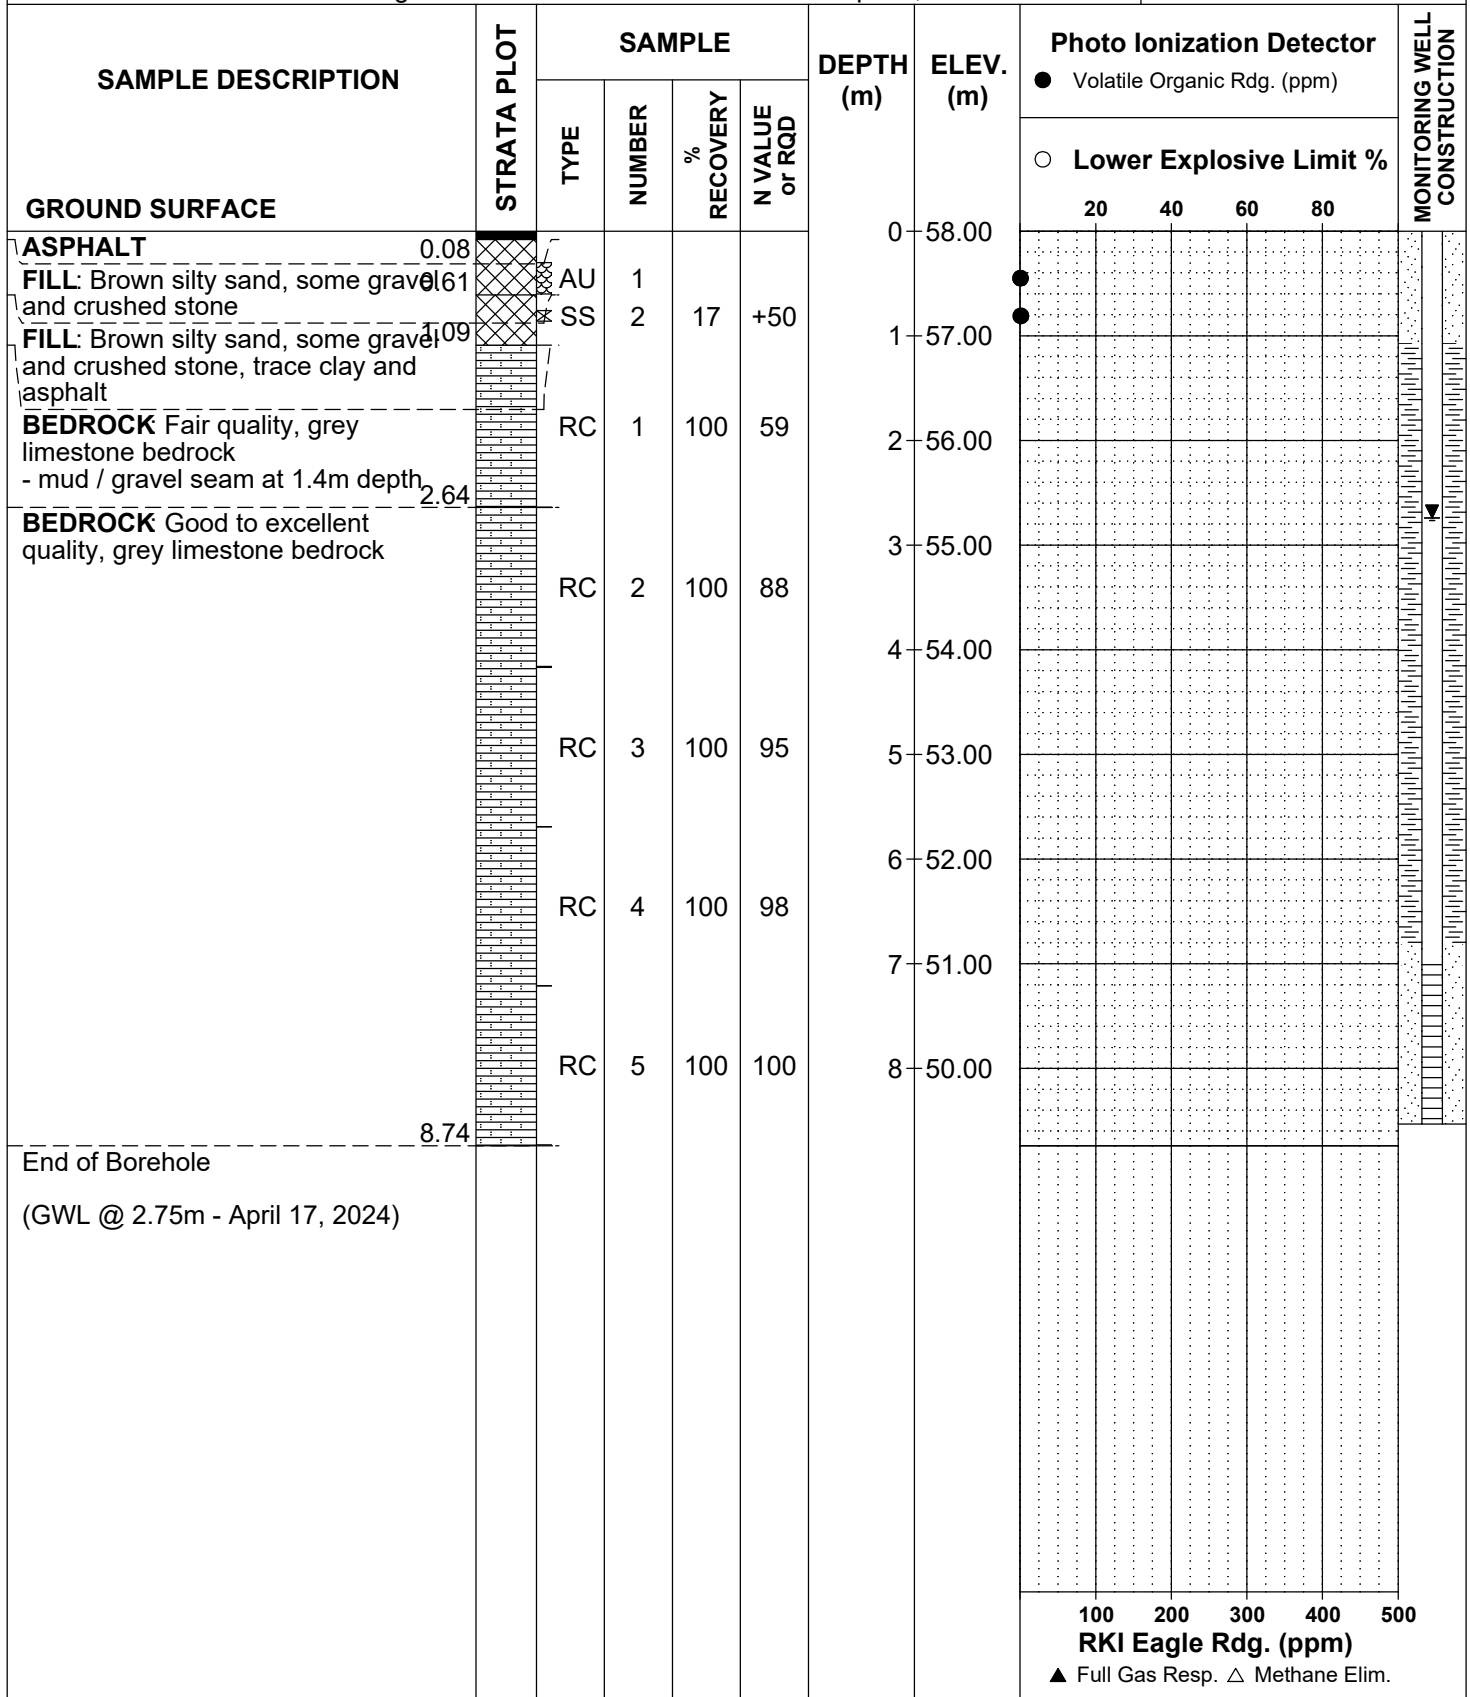 SAMPLE DESCRIPTION
GROUND SURFACE
STRATA PLOT
SAMPLE
TYPE
NUMBER
%
RECOVERY
N VALUE
or RQD
DEPTH
(m)
ELEV.
(m)
Photo Ionization Detector
● Volatile Organic Rdg. (ppm)
○ Lower Explosive Limit %
20 40 60 80
MONITORING WELL
CONSTRUCTION
0 58.00
ASPHALT 0.08
FILL: Brown silty sand, some gravel 0.61
and crushed stone
AU 1
SS 2 17 +50
1.09
FILL: Brown silty sand, some gravel
and crushed stone, trace clay and
asphalt
1 57.00
BEDROCK: Fair quality, grey
limestone bedrock
- mud / gravel seam at 1.4m depth
2.64
RC 1 100 59
2 56.00
BEDROCK: Good to excellent
quality, grey limestone bedrock
3 55.00
RC 2 100 88
4 54.00
RC 3 100 95
5 53.00
6 52.00
RC 4 100 98
7 51.00
RC 5 100 100
8 50.00
8.74
End of Borehole
(GWL @ 2.75m - April 17, 2024)
100 200 300 400 500
RKI Eagle Rdg. (ppm)
▲ Full Gas Resp. △ Methane Elim.